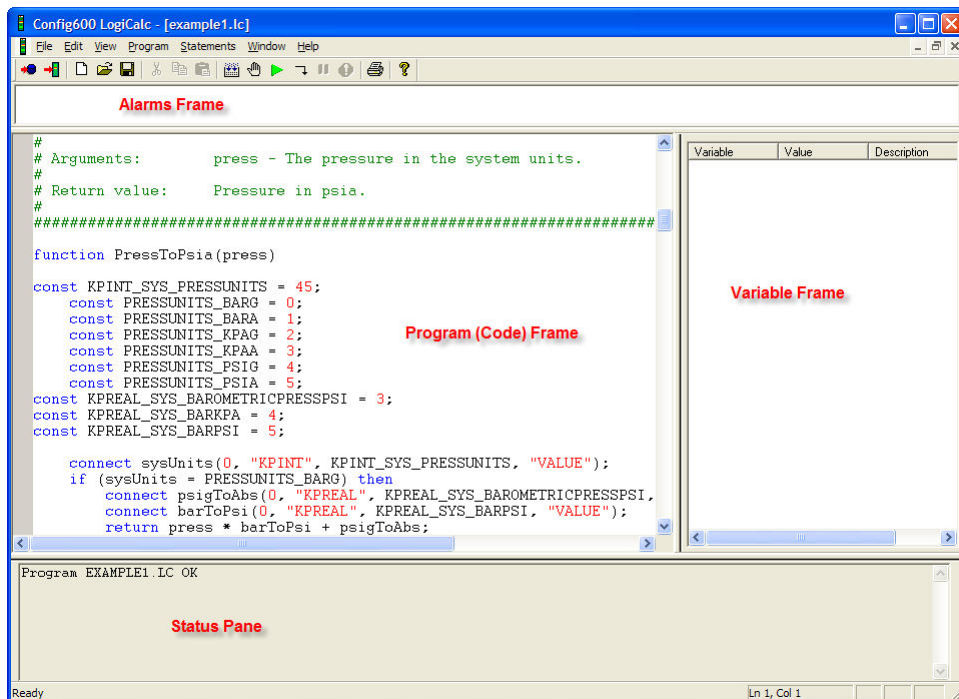 Config600 LogiCalc - [example1.lc]
File Edit View Program Statements Window Help
Alarms Frame
#
# Arguments: press - The pressure in the system units.
#
# Return value: Pressure in psia.
#
#####################################################################
function PressToPsia(press)
const KPINT_SYS_PRESSUNITS = 45;
const PRESSUNITS_BARG = 0;
const PRESSUNITS_BARA = 1;
const PRESSUNITS_KPAG = 2;
const PRESSUNITS_KPAA = 3;
const PRESSUNITS_PSIG = 4;
const PRESSUNITS_PSIA = 5;
const KPREAL_SYS_BAROMETRICPRESSPSI = 3;
const KPREAL_SYS_BARKPA = 4;
const KPREAL_SYS_BARPSI = 5;
connect sysUnits(0, "KPINT", KPINT_SYS_PRESSUNITS, "VALUE");
if (sysUnits = PRESSUNITS_BARG) then
connect psigToAbs(0, "KPREAL", KPREAL_SYS_BAROMETRICPRESSPSI,
connect barToPsi(0, "KPREAL", KPREAL_SYS_BARPSI, "VALUE");
return press * barToPsi + psigToAbs;
Program (Code) Frame
Variable Value Description
Variable Frame
Program EXAMPLE1.LC OK
Status Pane
Ready Ln 1, Col 1